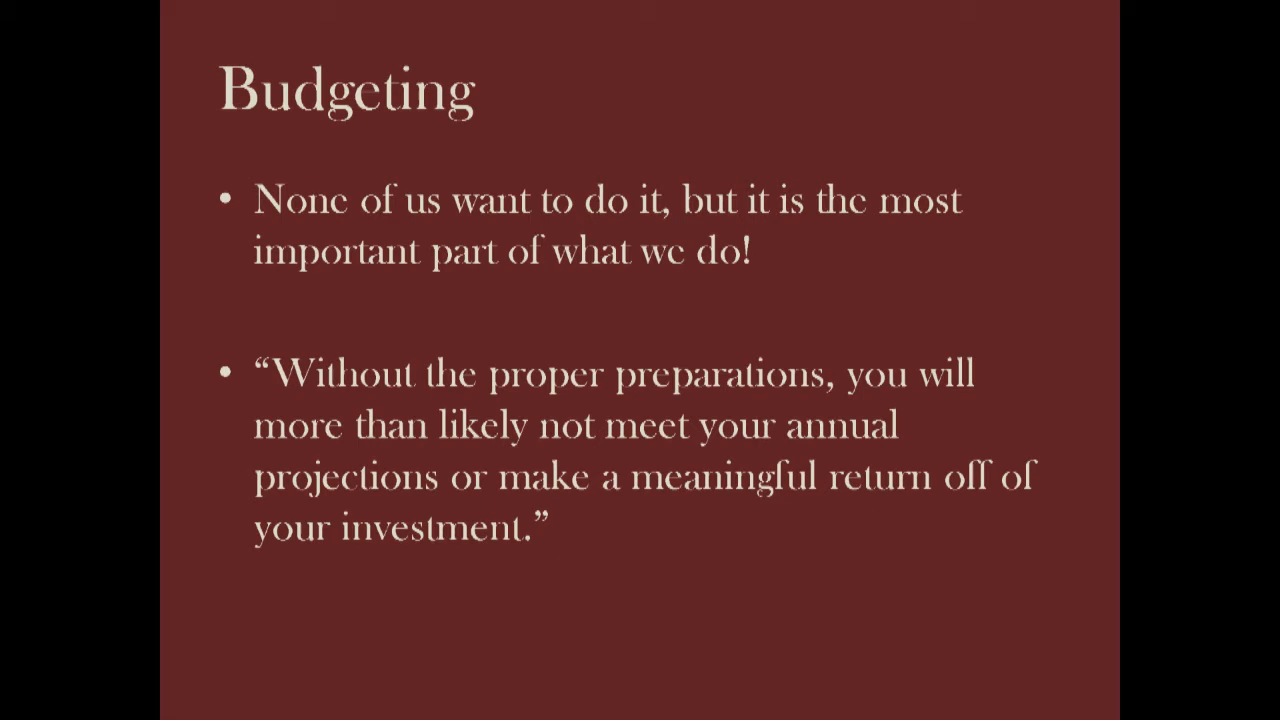 Budgeting
• None of us want to do it, but it is the most
important part of what we do!
• “Without the proper preparations, you will
more than likely not meet your annual
projections or make a meaningful return off of
your investment.”